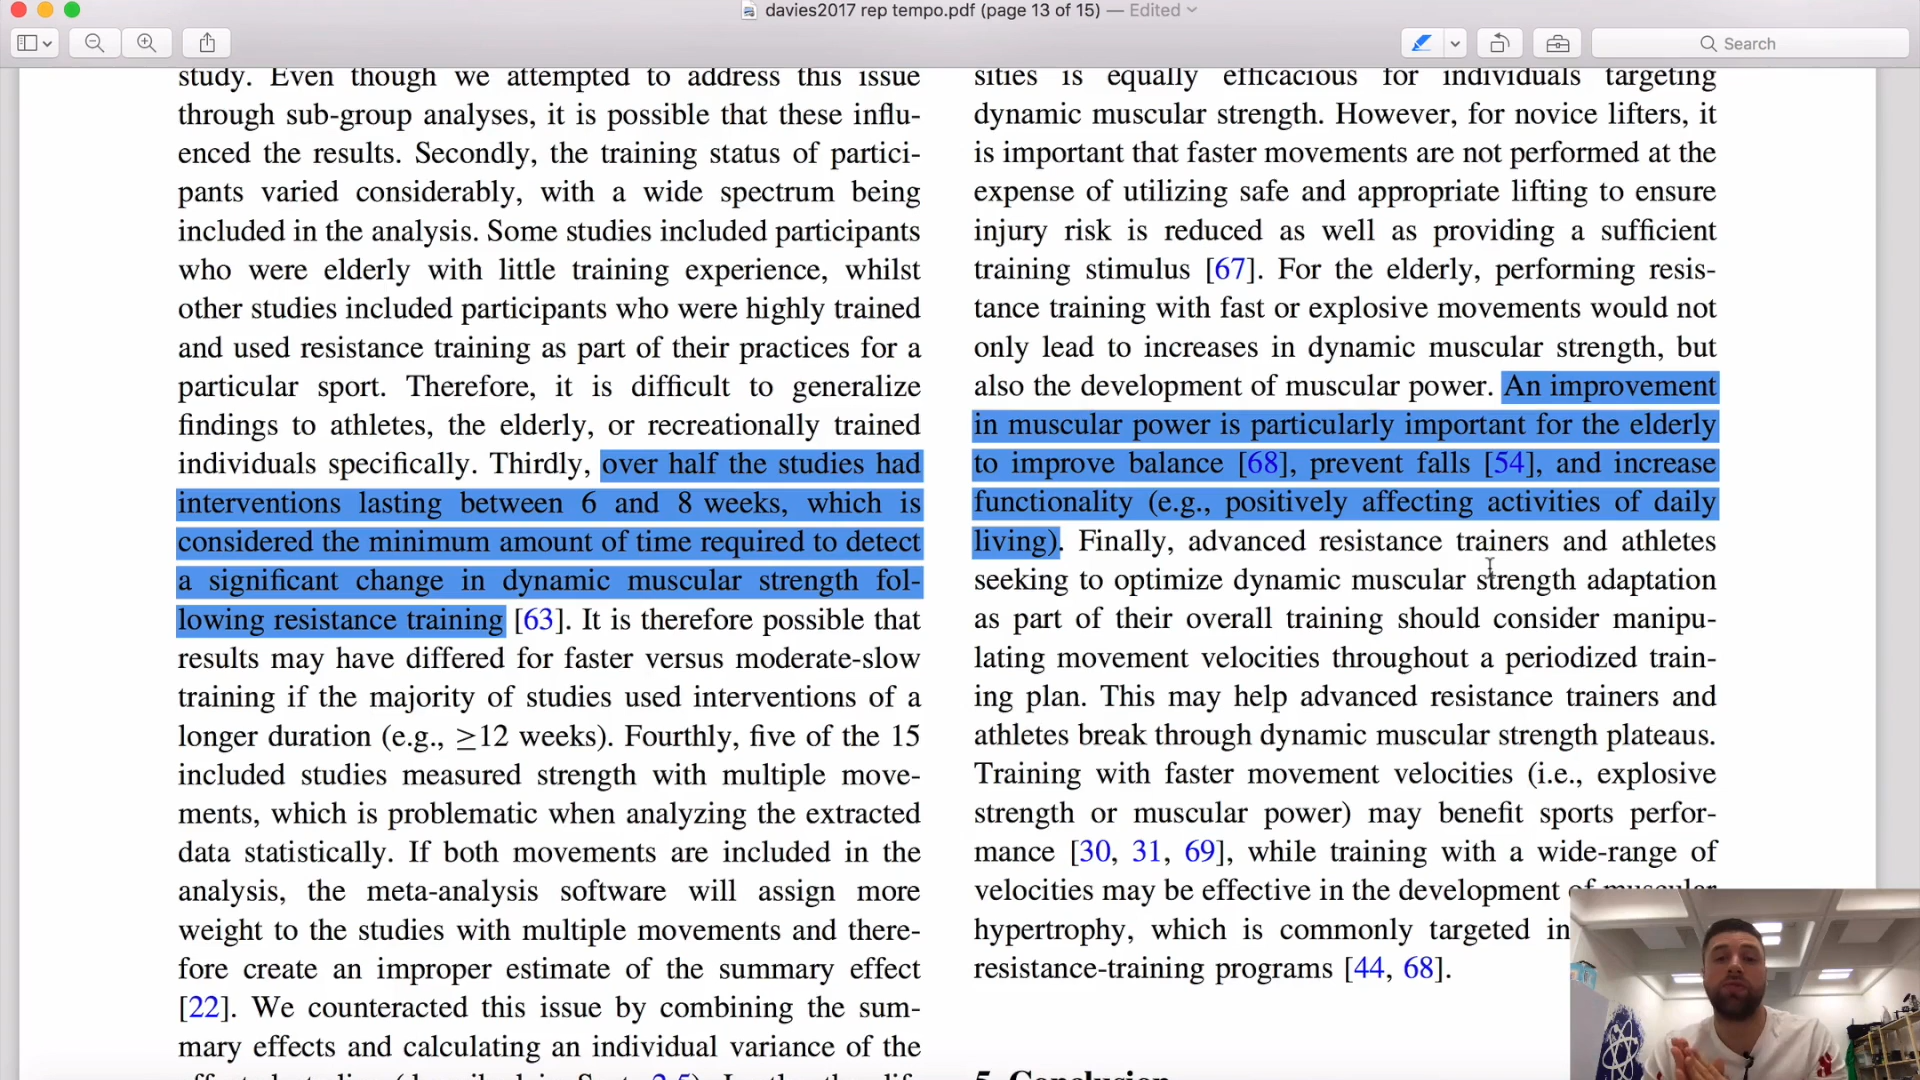 davies2017 rep tempo.pdf (page 13 of 15) — Edited
Search
study. Even though we attempted to address this issue
through sub-group analyses, it is possible that these influ-
enced the results. Secondly, the training status of partici-
pants varied considerably, with a wide spectrum being
included in the analysis. Some studies included participants
who were elderly with little training experience, whilst
other studies included participants who were highly trained
and used resistance training as part of their practices for a
particular sport. Therefore, it is difficult to generalize
findings to athletes, the elderly, or recreationally trained
individuals specifically. Thirdly, over half the studies had
interventions lasting between 6 and 8 weeks, which is
considered the minimum amount of time required to detect
a significant change in dynamic muscular strength fol-
lowing resistance training [63]. It is therefore possible that
results may have differed for faster versus moderate-slow
training if the majority of studies used interventions of a
longer duration (e.g., ≥12 weeks). Fourthly, five of the 15
included studies measured strength with multiple move-
ments, which is problematic when analyzing the extracted
data statistically. If both movements are included in the
analysis, the meta-analysis software will assign more
weight to the studies with multiple movements and there-
fore create an improper estimate of the summary effect
[22]. We counteracted this issue by combining the sum-
mary effects and calculating an individual variance of the
sities is equally efficacious for individuals targeting
dynamic muscular strength. However, for novice lifters, it
is important that faster movements are not performed at the
expense of utilizing safe and appropriate lifting to ensure
injury risk is reduced as well as providing a sufficient
training stimulus [67]. For the elderly, performing resis-
tance training with fast or explosive movements would not
only lead to increases in dynamic muscular strength, but
also the development of muscular power. An improvement
in muscular power is particularly important for the elderly
to improve balance [68], prevent falls [54], and increase
functionality (e.g., positively affecting activities of daily
living). Finally, advanced resistance trainers and athletes
seeking to optimize dynamic muscular strength adaptation
as part of their overall training should consider manipu-
lating movement velocities throughout a periodized train-
ing plan. This may help advanced resistance trainers and
athletes break through dynamic muscular strength plateaus.
Training with faster movement velocities (i.e., explosive
strength or muscular power) may benefit sports perfor-
mance [30, 31, 69], while training with a wide-range of
velocities may be effective in the development of muscular
hypertrophy, which is commonly targeted in
resistance-training programs [44, 68].
5 Conclusion